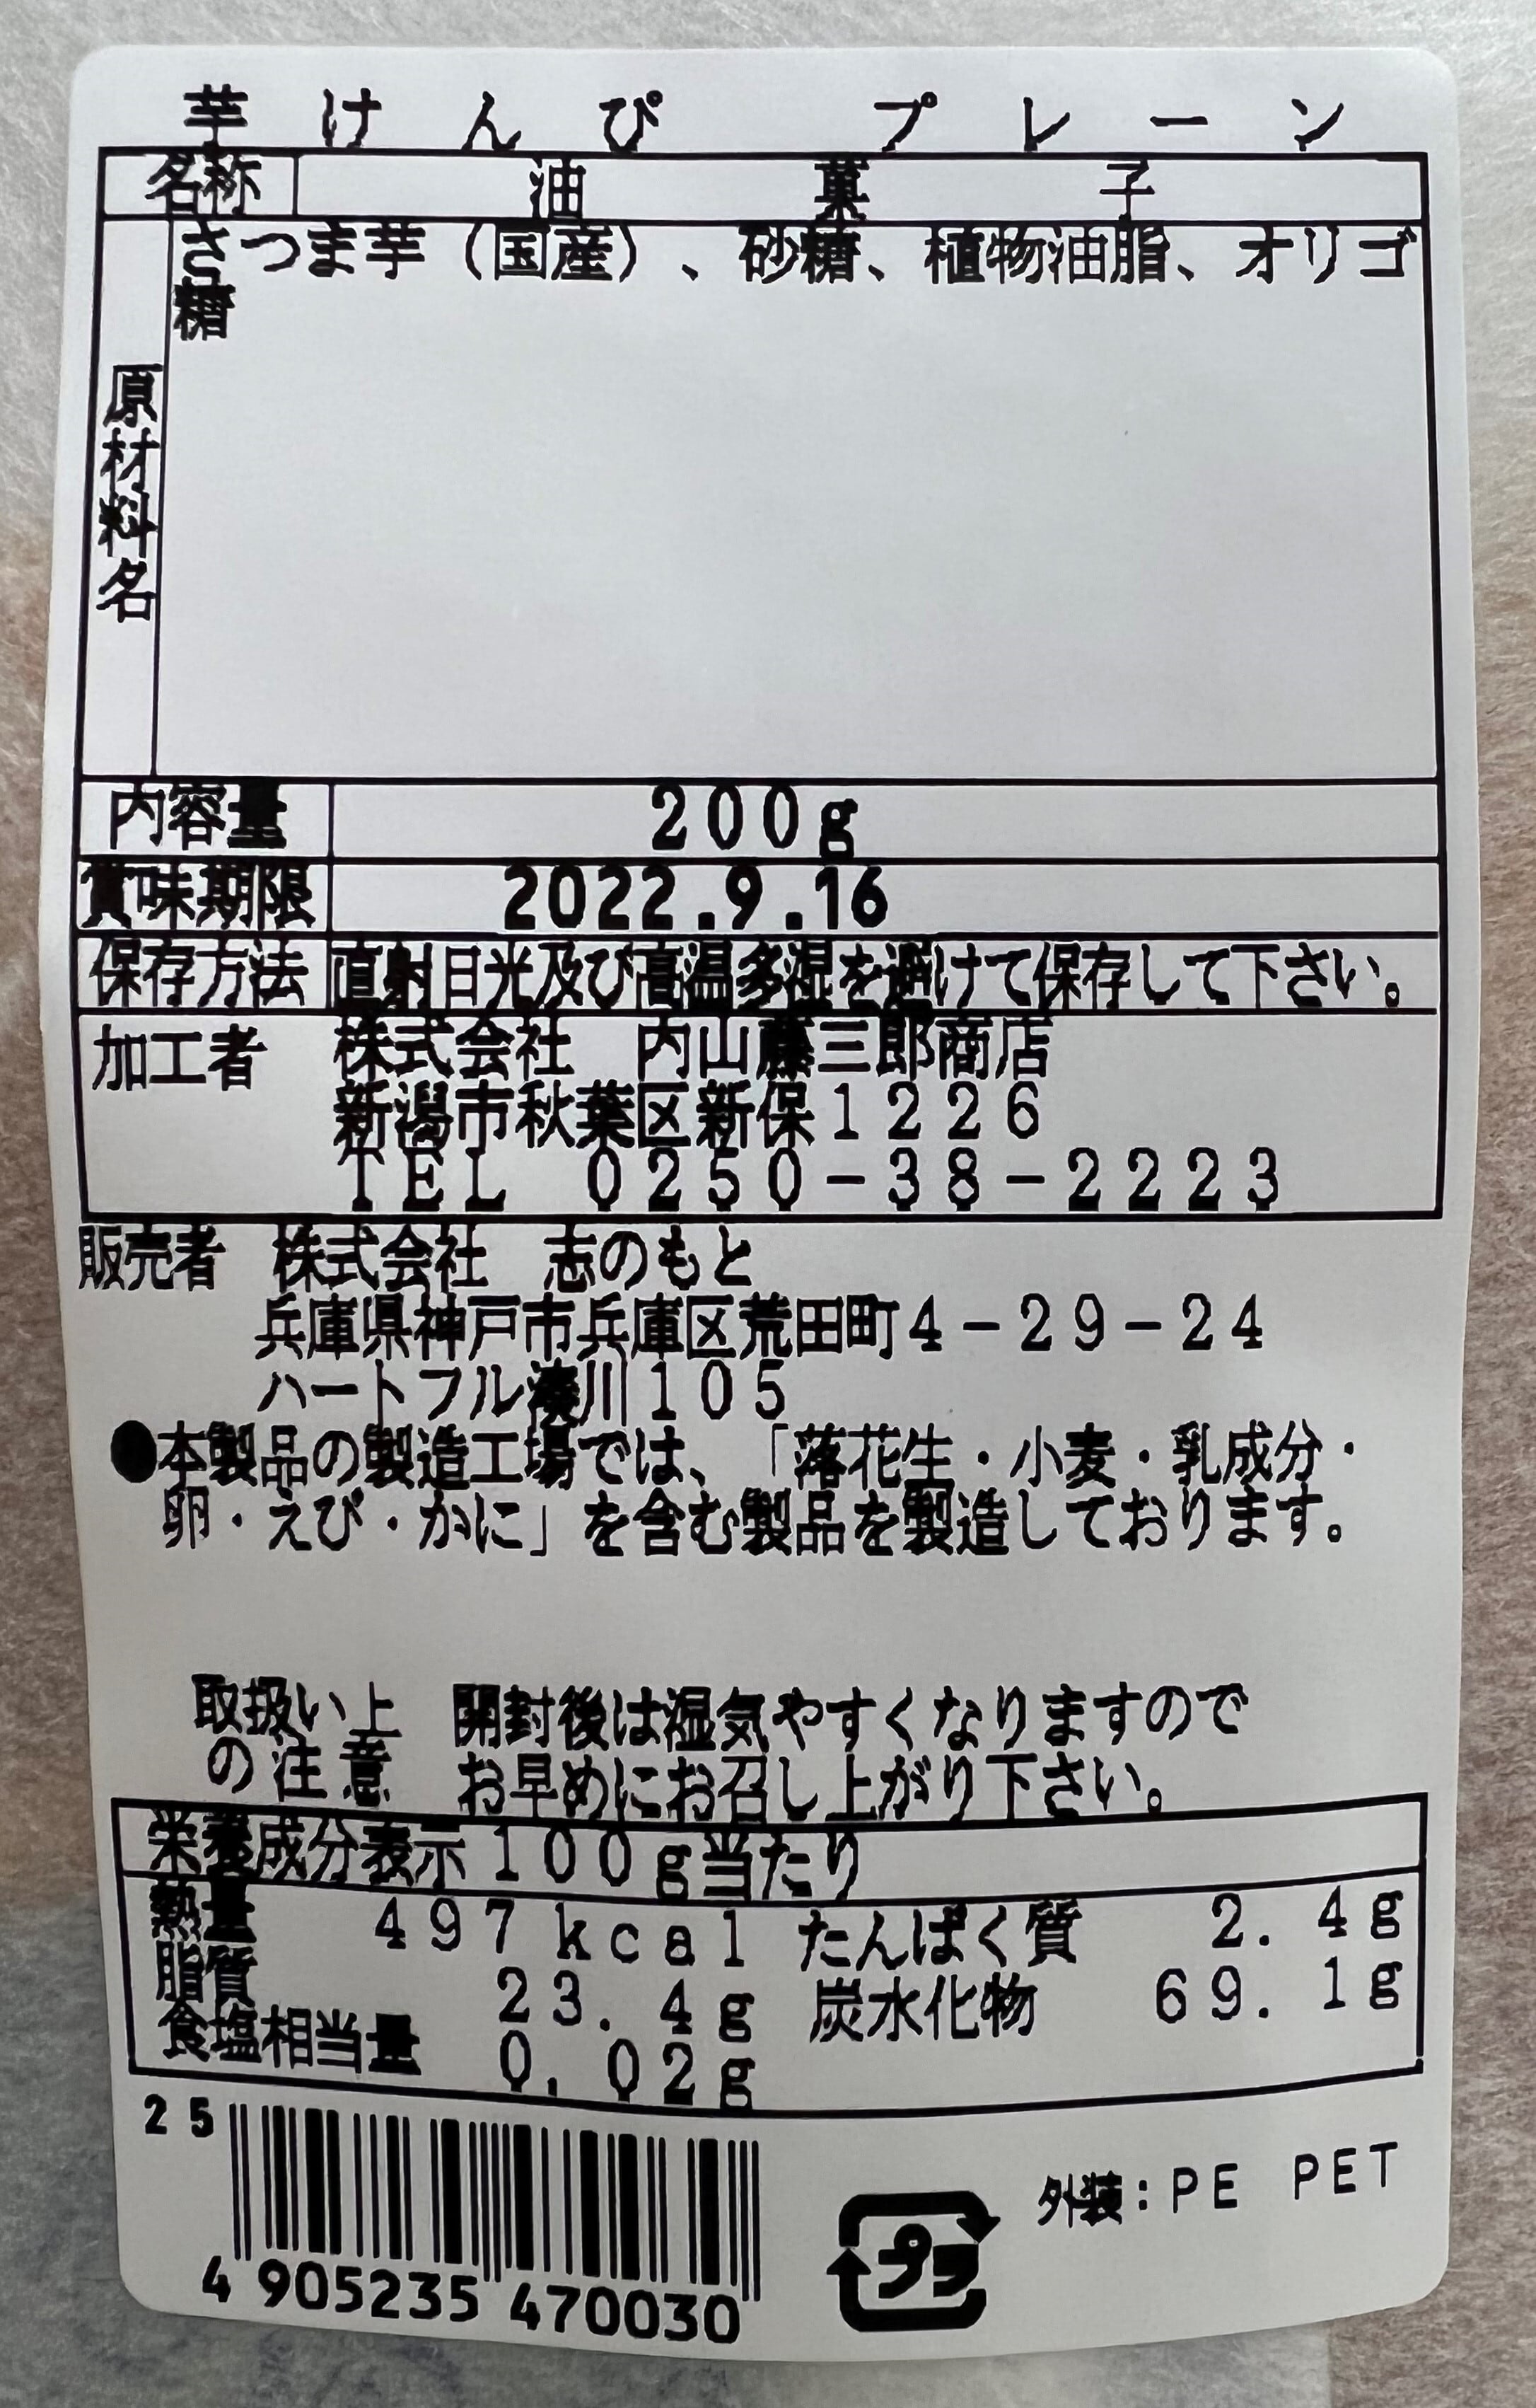 芋けんぴ プレーン
名称 油菓子
原材料名 さつま芋(国産)、砂糖、植物油脂、オリゴ
糖
内容量 200g
賞味期限 2022.9.16
保存方法 直射日光及び高温多湿を避けて保存して下さい。
加工者 株式会社 内山藤三郎商店
新潟市秋葉区新保1226
TEL 0250-38-2223
販売者 株式会社 志のもと
兵庫県神戸市兵庫区荒田町4-29-24
ハートフル湊川105
●本製品の製造工場では、「落花生・小麦・乳成分・
卵・えび・かに」を含む製品を製造しております。
取扱い上の注意 開封後は湿気やすくなりますので
お早めにお召し上がり下さい。
栄養成分表示100g当たり
熱量 497kcal たんぱく質 2.4g
脂質 23.4g 炭水化物 69.1g
食塩相当量 0.02g
25
4 905235 470030
プラ
外装:PE PET